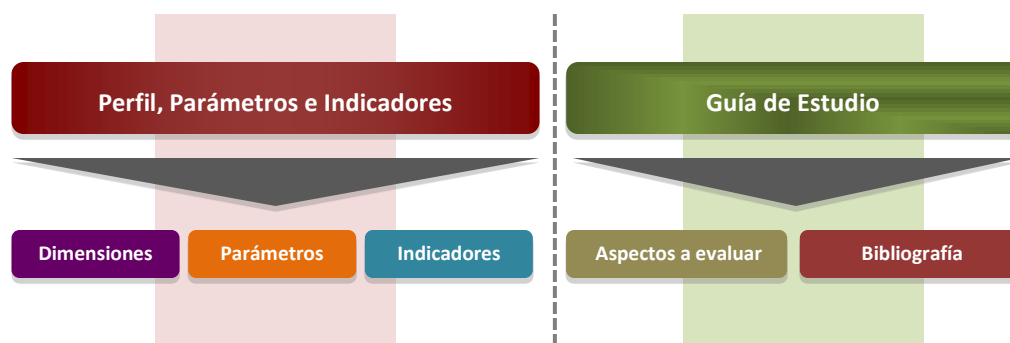 Perfil, Parámetros e Indicadores
Guía de Estudio
Dimensiones
Parámetros
Indicadores
Aspectos a evaluar
Bibliografía